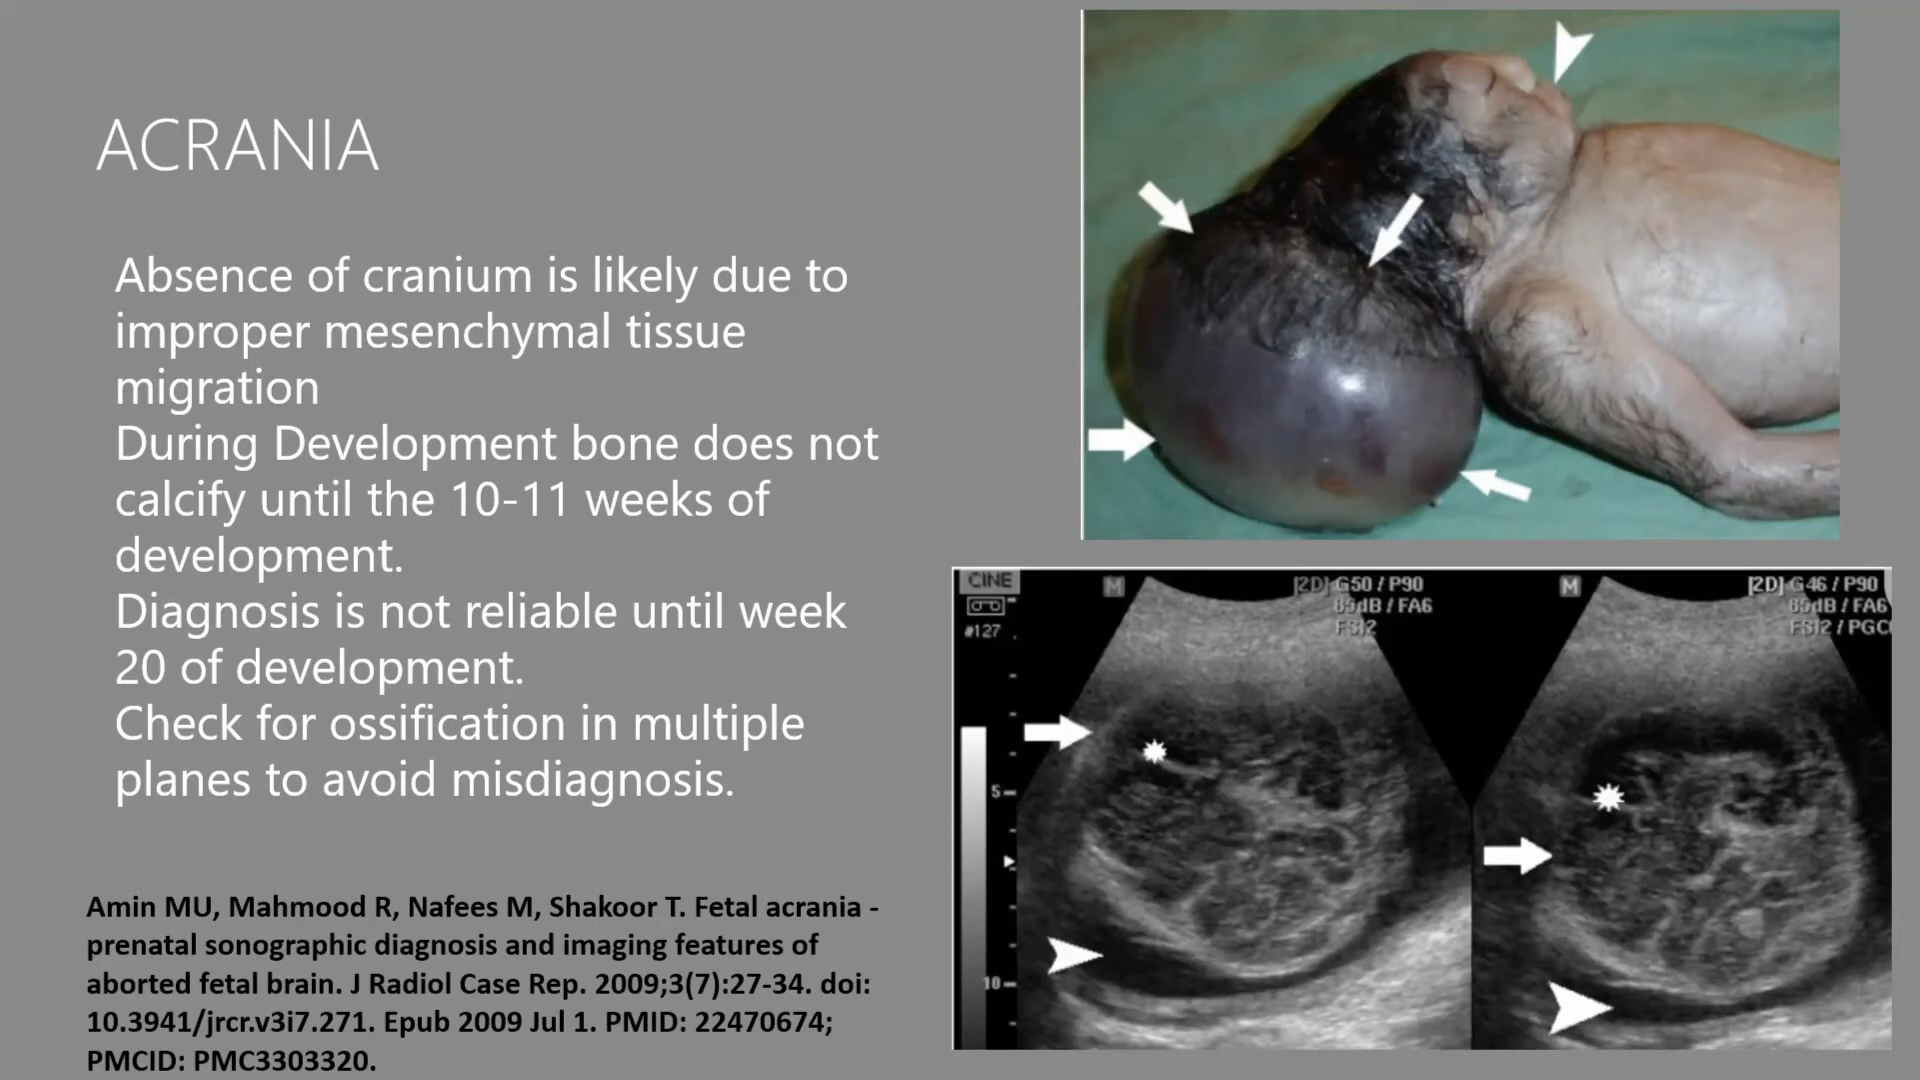 ACRANIA
Absence of cranium is likely due to
improper mesenchymal tissue
migration
During Development bone does not
calcify until the 10-11 weeks of
development.
Diagnosis is not reliable until week
20 of development.
Check for ossification in multiple
planes to avoid misdiagnosis.
Amin MU, Mahmood R, Nafees M, Shakoor T. Fetal acrania -
prenatal sonographic diagnosis and imaging features of
aborted fetal brain. J Radiol Case Rep. 2009;3(7):27-34. doi:
10.3941/jrcr.v3i7.271. Epub 2009 Jul 1. PMID: 22470674;
PMCID: PMC3303320.
CINE
#127
M
[2D] G50 / P90
M
[2D] G46 / P90
5
10